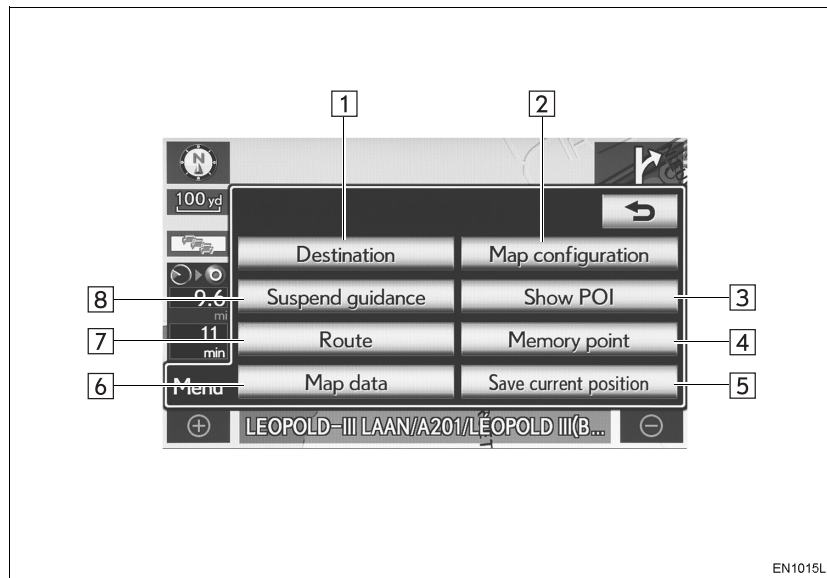 1 2
N
100 yd
Destination Map configuration
8 9.6 Suspend guidance Show POI 3
mi
7 11 Route Memory point 4
min
6 Menu Map data Save current position 5
LEOPOLD-III LAAN/A201/LEOPOLD III(B...
EN1015L